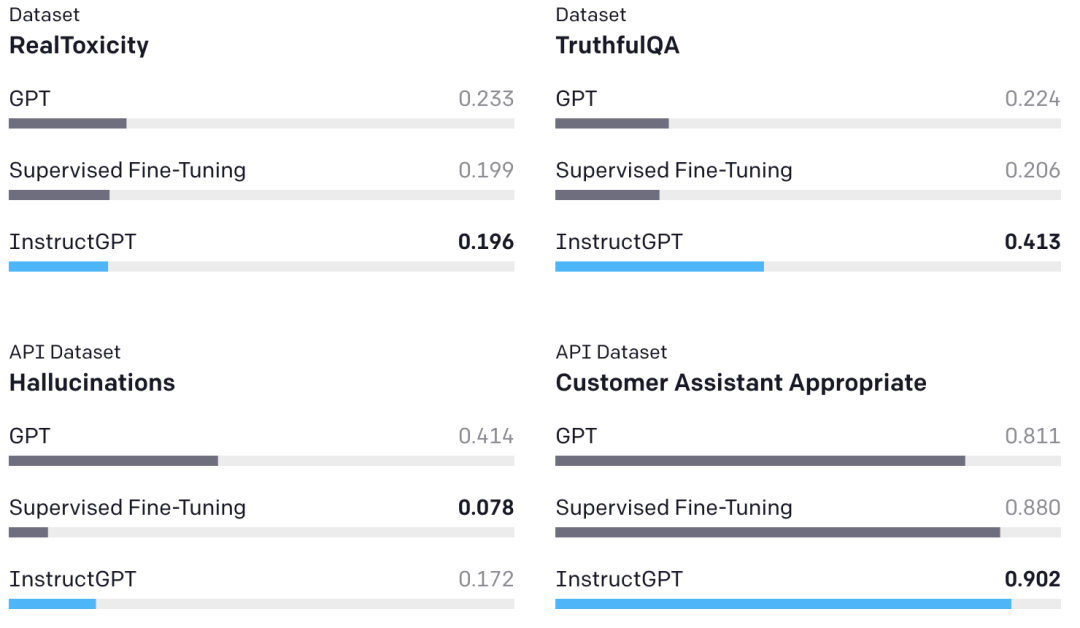 Dataset
RealToxicity
GPT 0.233
Supervised Fine-Tuning 0.199
InstructGPT 0.196
Dataset
TruthfulQA
GPT 0.224
Supervised Fine-Tuning 0.206
InstructGPT 0.413
API Dataset
Hallucinations
GPT 0.414
Supervised Fine-Tuning 0.078
InstructGPT 0.172
API Dataset
Customer Assistant Appropriate
GPT 0.811
Supervised Fine-Tuning 0.880
InstructGPT 0.902